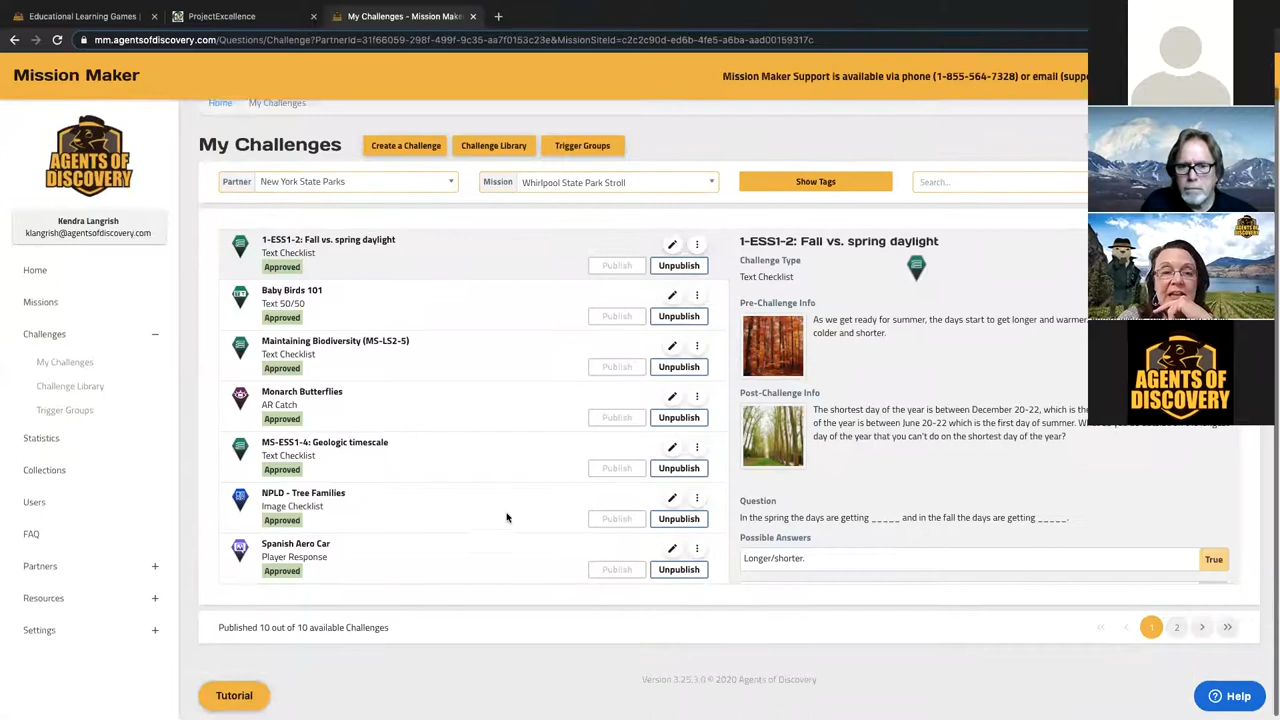 Educational Learning Games
ProjectExcellence
My Challenges - Mission Make
mm.agentsofdiscovery.com/Questions/Challenge?PartnerId=31f66059-298f-499f-9c35-aa7f0153c23e&MissionSiteId=c2c2c90d-ed6b-4fe5-a6ba-aad00159317c
Mission Maker
Mission Maker Support is available via phone (1-855-564-7328) or email (supp
Home
My Challenges
AGENTS OF
DISCOVERY
Kendra Langrish
klangrish@agentsofdiscovery.com
Home
Missions
Challenges
My Challenges
Challenge Library
Trigger Groups
Statistics
Collections
Users
FAQ
Partners
Resources
Settings
My Challenges
Create a Challenge
Challenge Library
Trigger Groups
Partner
New York State Parks
Mission
Whirlpool State Park Stroll
Show Tags
Search...
1-ESS1-2: Fall vs. spring daylight
Text Checklist
Approved
Publish
Unpublish
Baby Birds 101
Text 50/50
Approved
Publish
Unpublish
Maintaining Biodiversity (MS-LS2-5)
Text Checklist
Approved
Publish
Unpublish
Monarch Butterflies
AR Catch
Approved
Publish
Unpublish
MS-ESS1-4: Geologic timescale
Text Checklist
Approved
Publish
Unpublish
NPLD - Tree Families
Image Checklist
Approved
Publish
Unpublish
Spanish Aero Car
Player Response
Approved
Publish
Unpublish
1-ESS1-2: Fall vs. spring daylight
Challenge Type
Text Checklist
Pre-Challenge Info
As we get ready for summer, the days start to get longer and warmer
colder and shorter.
Post-Challenge Info
The shortest day of the year is between December 20-22, which is the
of the year is between June 20-22 which is the first day of summer.
day of the year that you can't do on the shortest day of the year?
Question
In the spring the days are getting _____ and in the fall the days are getting _____.
Possible Answers
Longer/shorter.
True
Published 10 out of 10 available Challenges
1
2
Version 3.25.3.0 © 2020 Agents of Discovery
Tutorial
Help
AGENTS OF
DISCOVERY